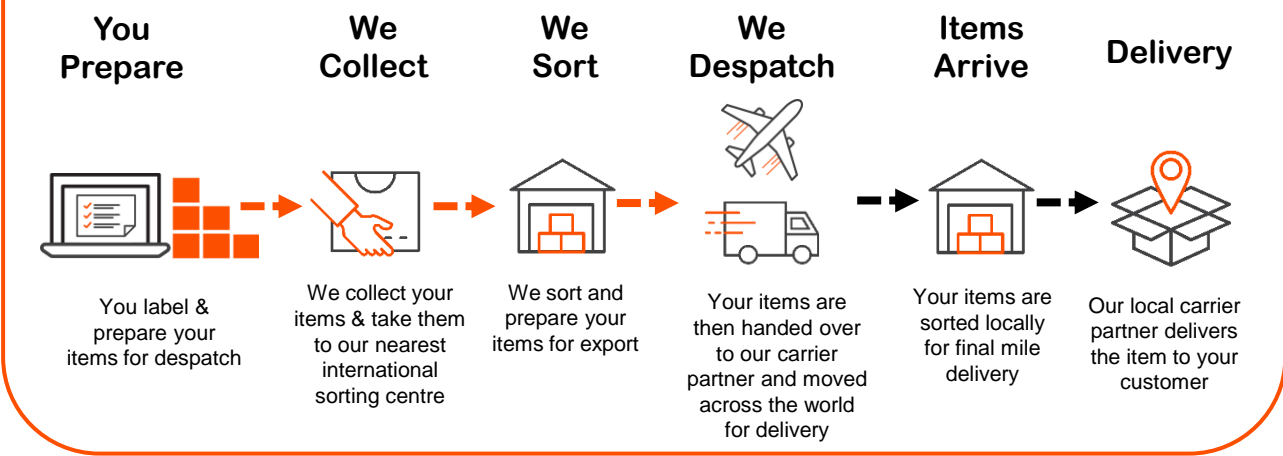 You
Prepare
We
Collect
We
Sort
We
Despatch
Items
Arrive
Delivery
You label &
prepare your
items for despatch
We collect your
items & take them
to our nearest
international
sorting centre
We sort and
prepare your
items for export
Your items are
then handed over
to our carrier
partner and moved
across the world
for delivery
Your items are
sorted locally
for final mile
delivery
Our local carrier
partner delivers
the item to your
customer